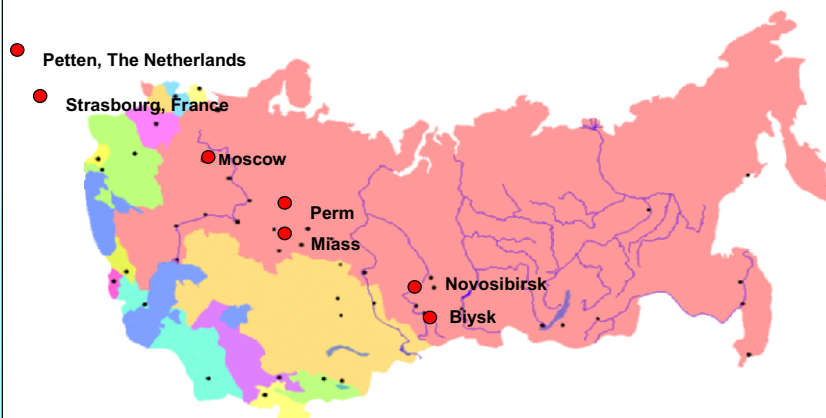 Petten, The Netherlands
Strasbourg, France
Moscow
Perm
Miass
Novosibirsk
Biysk